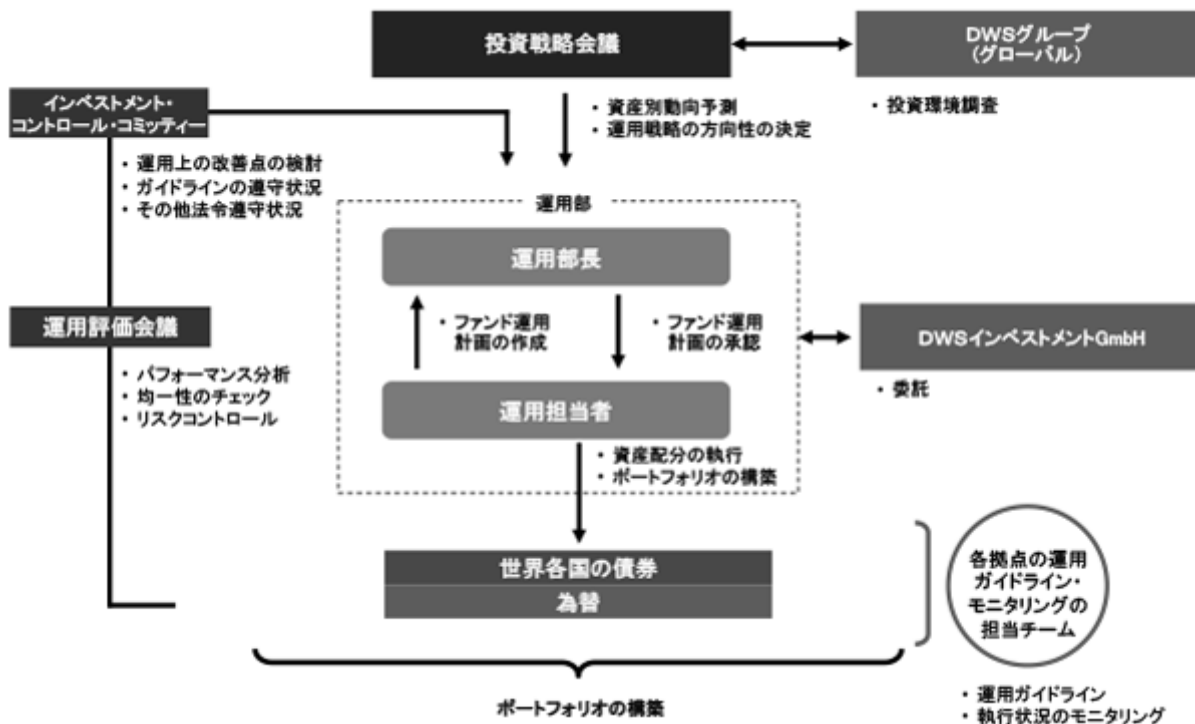 投資戦略会議
DWSグループ
(グローバル)
・投資環境調査
・資産別動向予測
・運用戦略の方向性の決定
インベストメント・
コントロール・コミッティー
・運用上の改善点の検討
・ガイドラインの遵守状況
・その他法令遵守状況
運用部
運用部長
・ファンド運用
計画の作成
・ファンド運用
計画の承認
運用担当者
・資産配分の執行
・ポートフォリオの構築
運用評価会議
・パフォーマンス分析
・均一性のチェック
・リスクコントロール
DWSインベストメントGmbH
・委託
世界各国の債券
為替
各拠点の運用
ガイドライン・
モニタリングの
担当チーム
・運用ガイドライン
・執行状況のモニタリング
ポートフォリオの構築